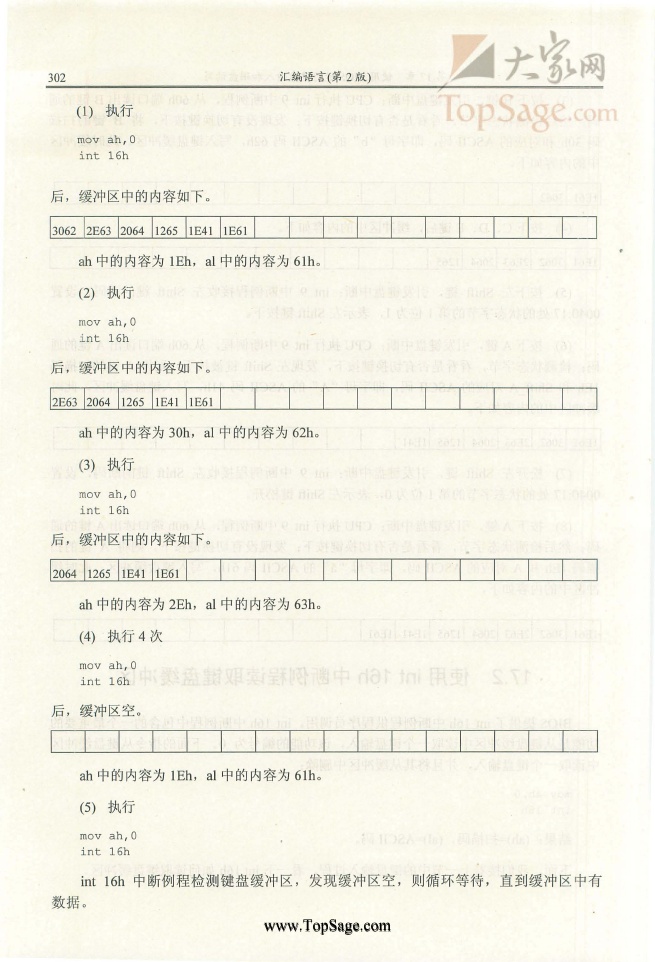 大家网
TopSage.com
302
汇编语言(第 2 版)
(1) 执行
mov ah,0
int 16h
后，缓冲区中的内容如下。
3062 2E63 2064 1265 1E41 1E61
ah 中的内容为 1Eh，al 中的内容为 61h。
(2) 执行
mov ah,0
int 16h
后，缓冲区中的内容如下。
2E63 2064 1265 1E41 1E61
ah 中的内容为 30h，al 中的内容为 62h。
(3) 执行
mov ah,0
int 16h
后，缓冲区中的内容如下。
2064 1265 1E41 1E61
ah 中的内容为 2Eh，al 中的内容为 63h。
(4) 执行 4 次
mov ah,0
int 16h
后，缓冲区空。
ah 中的内容为 1Eh，al 中的内容为 61h。
(5) 执行
mov ah,0
int 16h
int 16h 中断例程检测键盘缓冲区，发现缓冲区空，则循环等待，直到缓冲区中有
数据。
www.TopSage.com